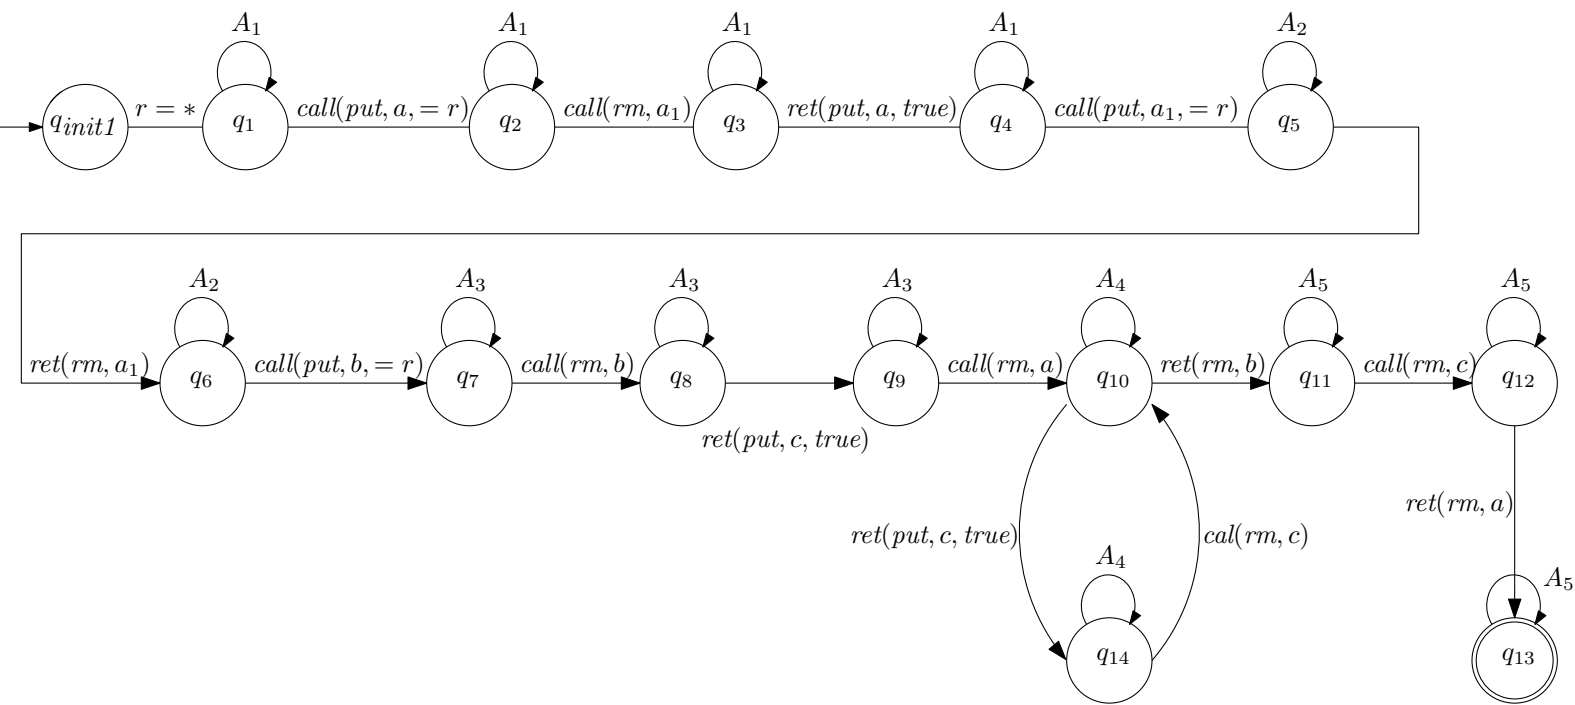 A₁ A₁ A₁ A₁ A₂
q_init1 r = ∗ q₁ call(put, a, = r) q₂ call(rm, a₁) q₃ ret(put, a, true) q₄ call(put, a₁, = r) q₅
A₂ A₃ A₃ A₃ A₄ A₅ A₅
ret(rm, a₁) q₆ call(put, b, = r) q₇ call(rm, b) q₈ q₉ call(rm, a) q₁₀ ret(rm, b) q₁₁ call(rm, c) q₁₂
ret(put, c, true)
ret(rm, a)
ret(put, c, true) cal(rm, c)
A₄ A₅
q₁₄ q₁₃